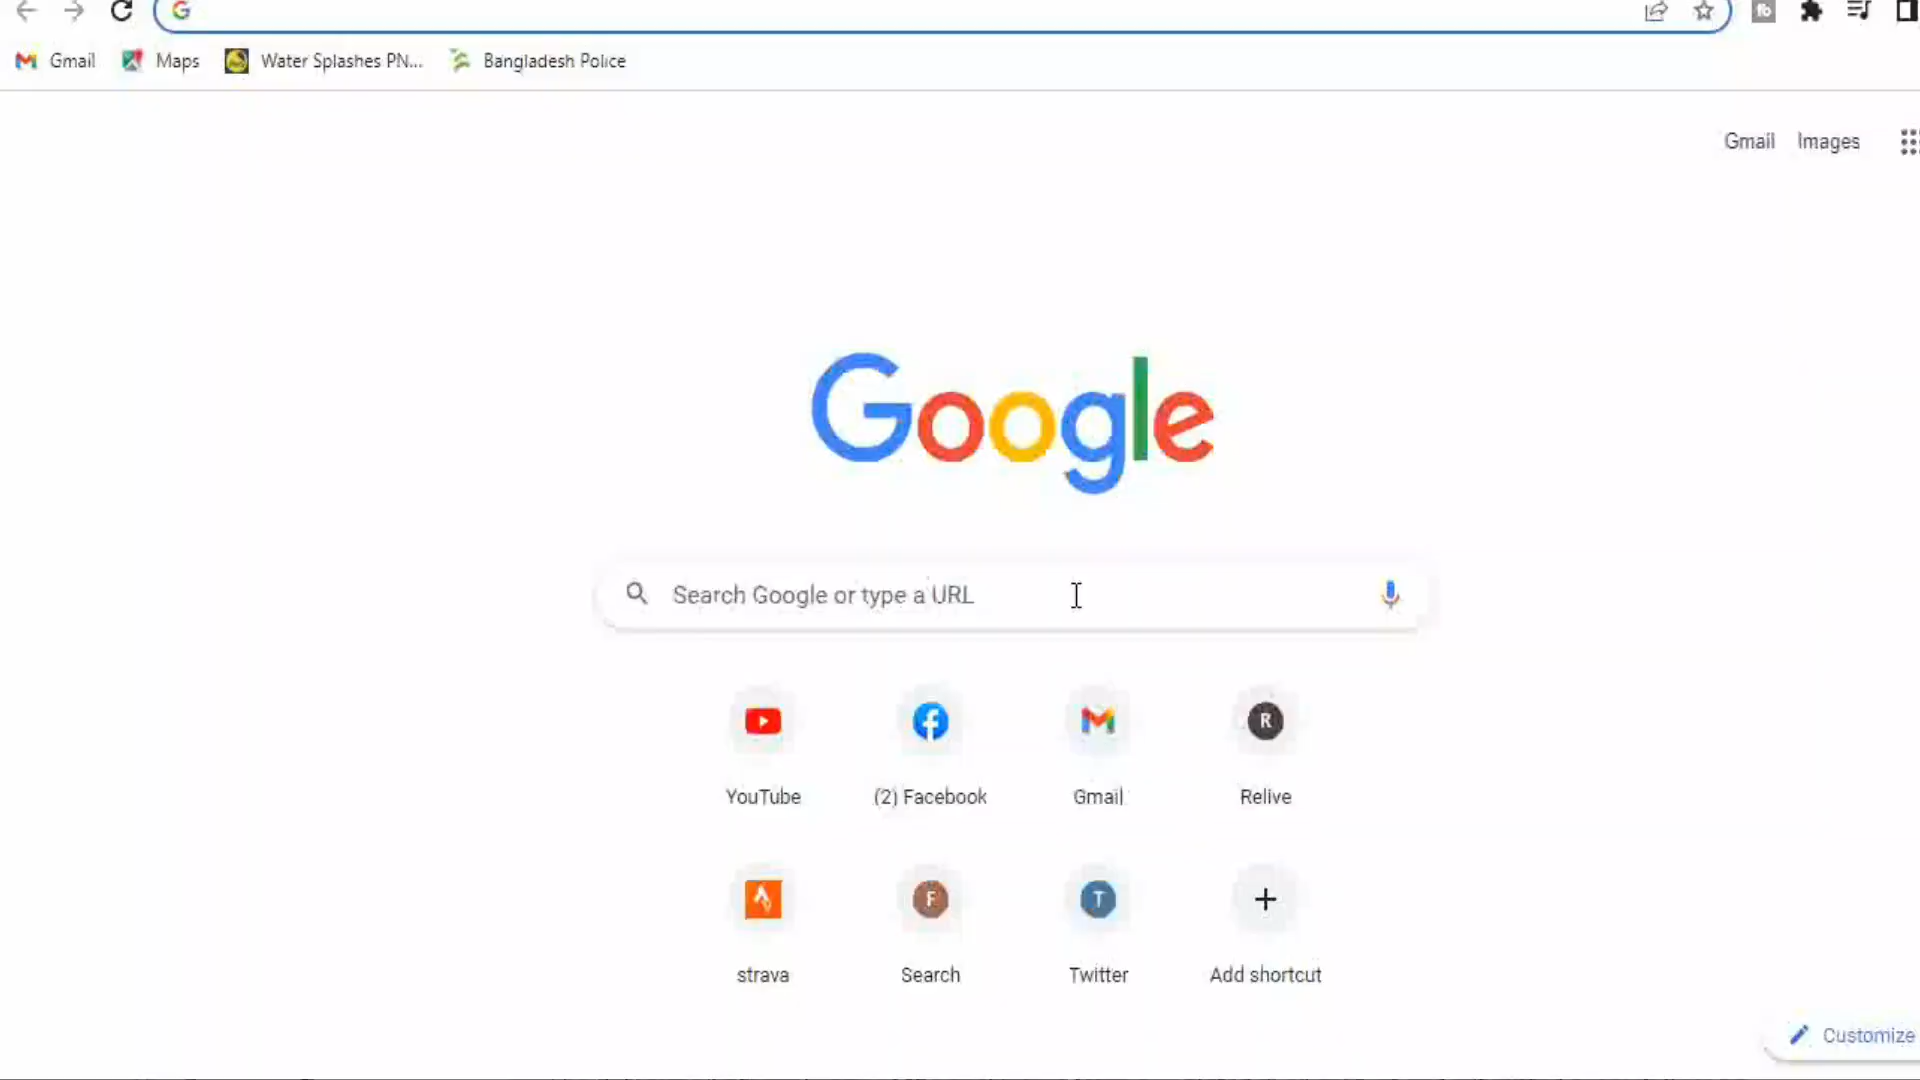 Gmail Maps Water Splashes PN... Bangladesh Police
Gmail Images
Google
Search Google or type a URL
YouTube (2) Facebook Gmail Relive
strava Search Twitter Add shortcut
Customize